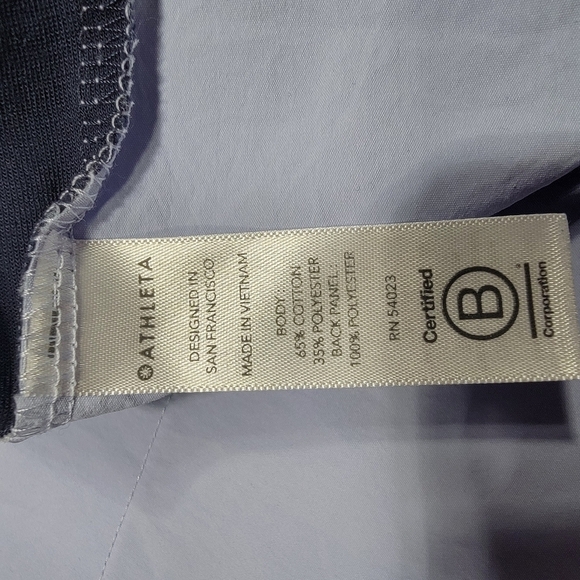 ATHLETA
DESIGNED IN
SAN FRANCISCO
MADE IN VIETNAM
BODY:
65% COTTON
35% POLYESTER
BACK PANEL:
100% POLYESTER
RN 54023
Certified
B
Corporation